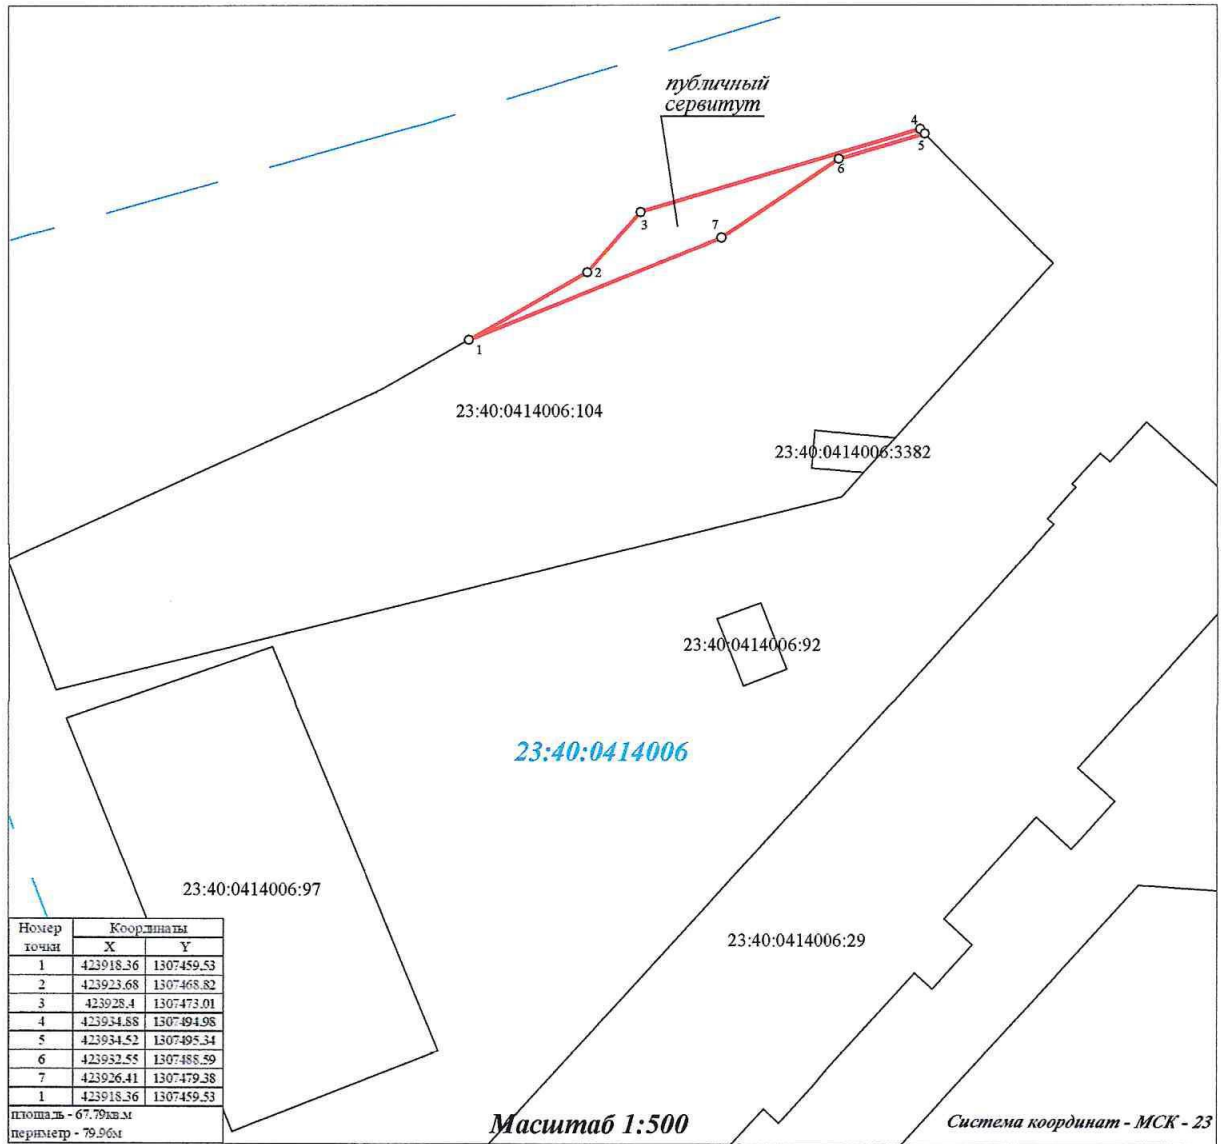 публичный
сервитут
4
5
6
3
7
2
1
23:40:0414006:104
23:40:0414006:3382
23:40:0414006:92
23:40:0414006
23:40:0414006:97
23:40:0414006:29
Номер точки Координаты
X Y
1 423918.36 1307459.53
2 423923.68 1307468.82
3 423928.4 1307473.01
4 423934.88 1307494.98
5 423934.52 1307495.34
6 423932.55 1307488.59
7 423926.41 1307479.38
1 423918.36 1307459.53
площадь - 67.79кв.м
периметр - 79.96м
Масштаб 1:500
Система координат - МСК - 23